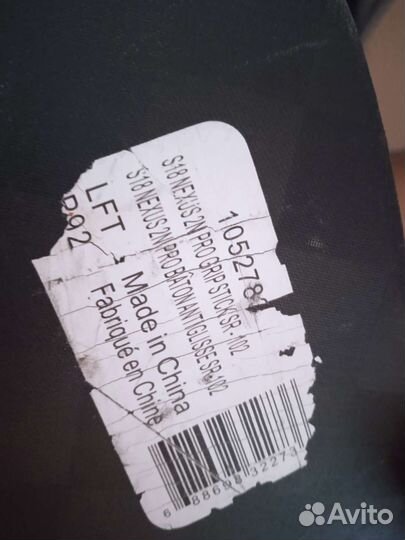 105278
S18 NEXUS 2N PRO GRIP STICK SR -102
S18 NEXUS 2N PRO BÂTON ANTIGLISSE SR-102
LFT Made in China
P92 Fabriqué en Chine
6 88698 32273
Avito